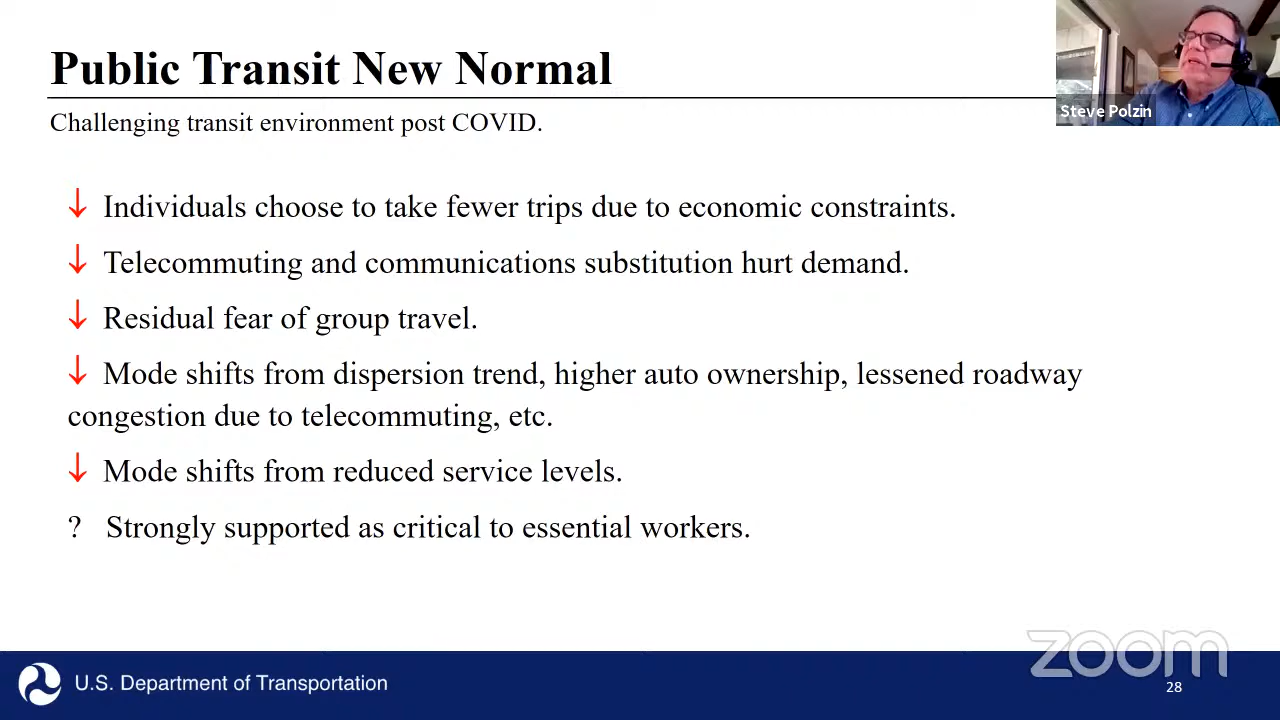 Public Transit New Normal
Steve Polzin
Challenging transit environment post COVID.
↓ Individuals choose to take fewer trips due to economic constraints.
↓ Telecommuting and communications substitution hurt demand.
↓ Residual fear of group travel.
↓ Mode shifts from dispersion trend, higher auto ownership, lessened roadway
congestion due to telecommuting, etc.
↓ Mode shifts from reduced service levels.
? Strongly supported as critical to essential workers.
zoom
U.S. Department of Transportation
28